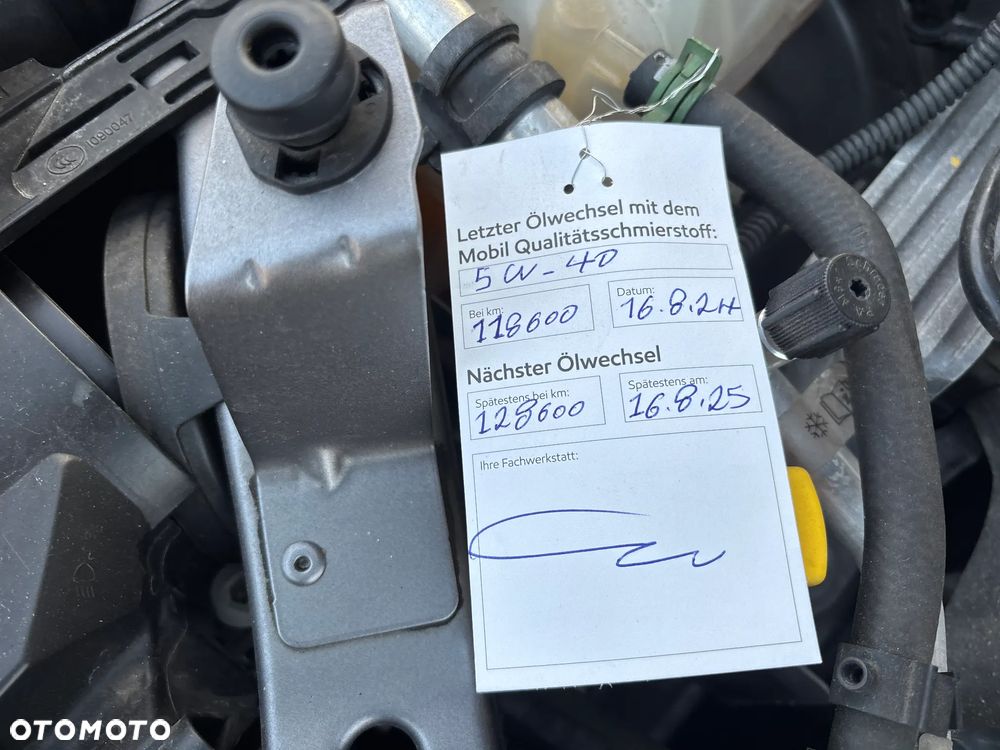 1090047
Letzter Ölwechsel mit dem
Mobil Qualitätsschmierstoff:
5W-40
Bei km:
118600
Datum:
16.8.24
Nächster Ölwechsel
Spätestens bei km:
128600
Spätestens am:
16.8.25
Ihre Fachwerkstatt:
OTOMOTO